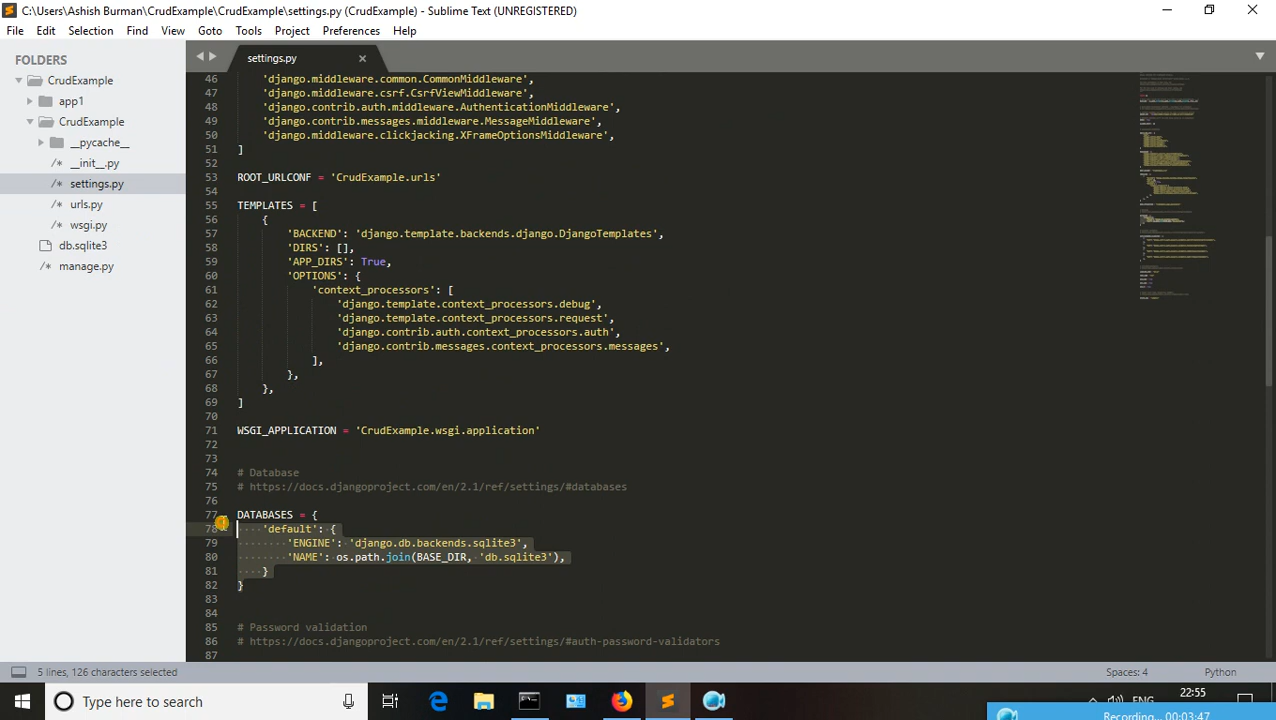 C:\Users\Ashish Burman\CrudExample\CrudExample\settings.py (CrudExample) - Sublime Text (UNREGISTERED)
File Edit Selection Find View Goto Tools Project Preferences Help
FOLDERS
CrudExample
app1
CrudExample
__pycache__
/* __init__.py
/* settings.py
/* urls.py
/* wsgi.py
db.sqlite3
/* manage.py
settings.py
46 'django.middleware.common.CommonMiddleware',
47 'django.middleware.csrf.CsrfViewMiddleware',
48 'django.contrib.auth.middleware.AuthenticationMiddleware',
49 'django.contrib.messages.middleware.MessageMiddleware',
50 'django.middleware.clickjacking.XFrameOptionsMiddleware',
51 ]
52
53 ROOT_URLCONF = 'CrudExample.urls'
54
55 TEMPLATES = [
56 {
57 'BACKEND': 'django.template.backends.django.DjangoTemplates',
58 'DIRS': [],
59 'APP_DIRS': True,
60 'OPTIONS': {
61 'context_processors': [
62 'django.template.context_processors.debug',
63 'django.template.context_processors.request',
64 'django.contrib.auth.context_processors.auth',
65 'django.contrib.messages.context_processors.messages',
66 ],
67 },
68 },
69 ]
70
71 WSGI_APPLICATION = 'CrudExample.wsgi.application'
72
73
74 # Database
75 # https://docs.djangoproject.com/en/2.1/ref/settings/#databases
76
77 DATABASES = {
78 'default': {
79 'ENGINE': 'django.db.backends.sqlite3',
80 'NAME': os.path.join(BASE_DIR, 'db.sqlite3'),
81 }
82 }
83
84
85 # Password validation
86 # https://docs.djangoproject.com/en/2.1/ref/settings/#auth-password-validators
87
5 lines, 126 characters selected Spaces: 4 Python
Type here to search
ENG
22:55
Recording... 00:03:47